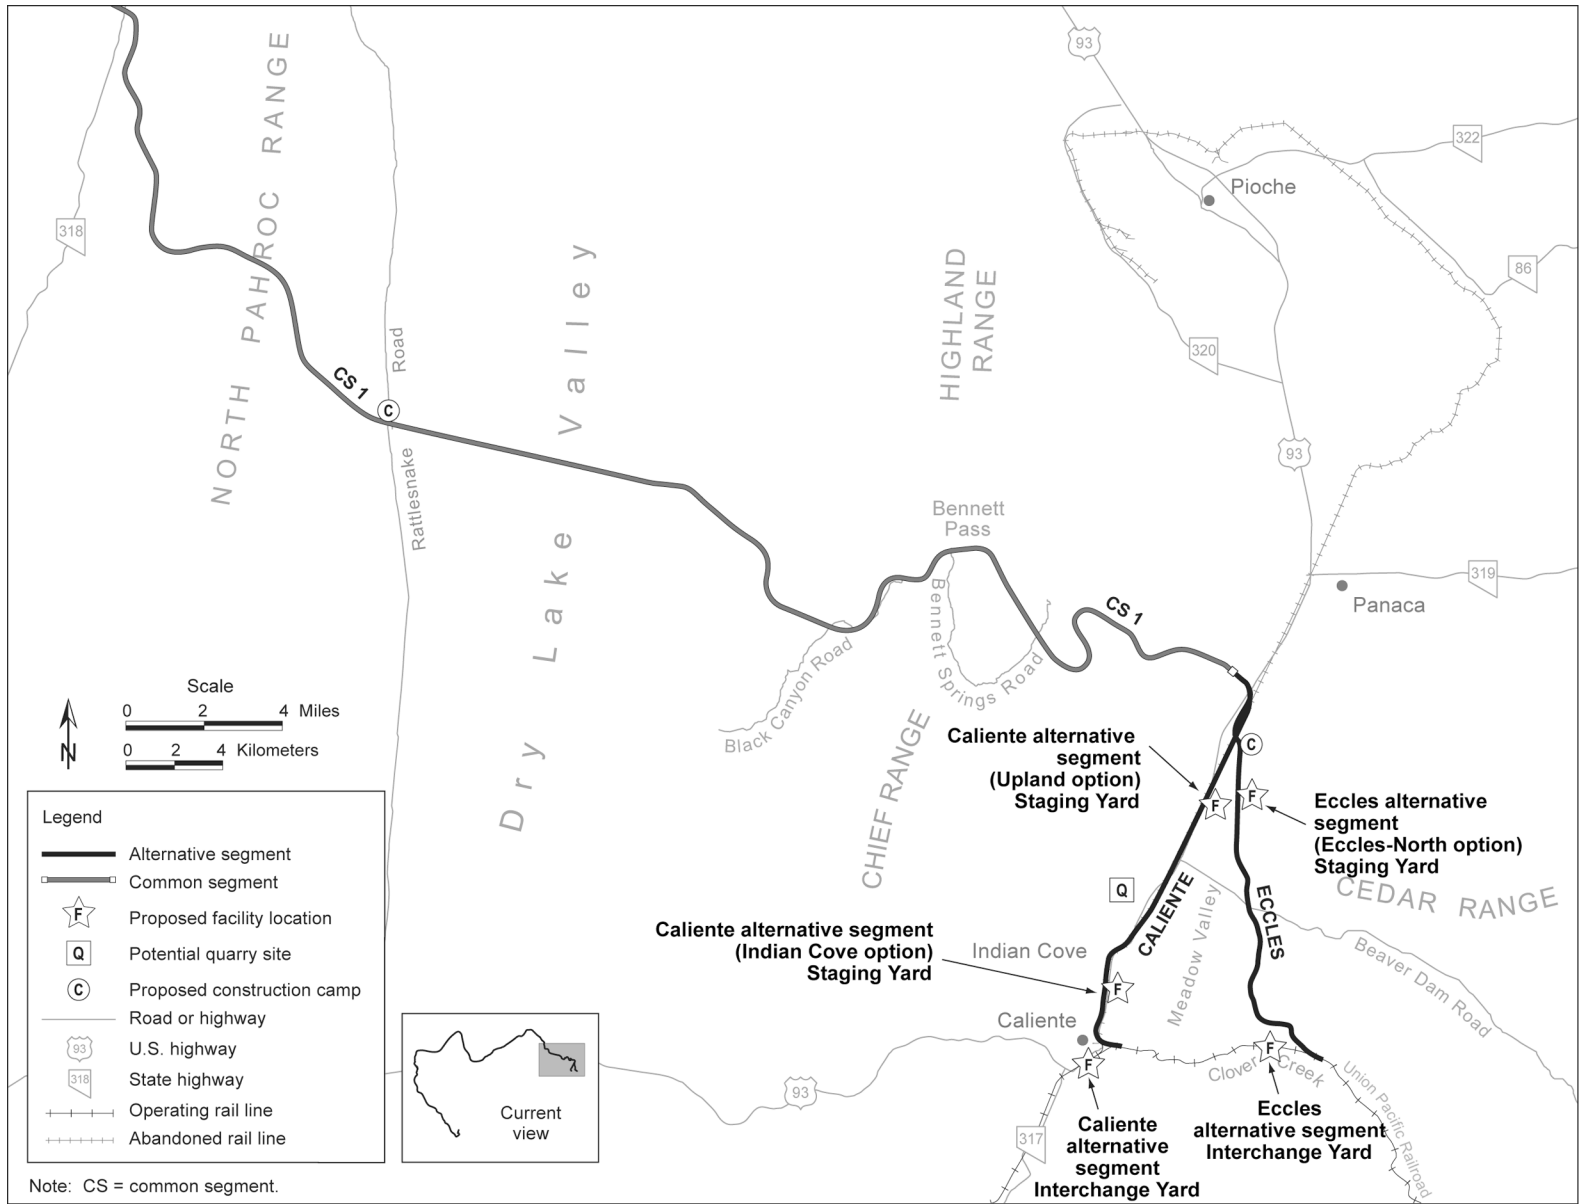 93
322
Pioche
318
NORTH PAHROC RANGE
Dry Lake Valley
HIGHLAND
RANGE
86
320
Road
CS 1
C
Rattlesnake
93
Bennett
Pass
319
Panaca
Bennett Springs Road
CS 1
Black Canyon Road
CHIEF RANGE
Scale
0 2 4 Miles
0 2 4 Kilometers
N
Caliente alternative
segment
(Upland option)
Staging Yard
C
F
F
Eccles alternative
segment
(Eccles-North option)
Staging Yard
CEDAR RANGE
Q
CALIENTE
ECCLES
Meadow Valley
Beaver Dam Road
Caliente alternative segment
(Indian Cove option)
Staging Yard
Indian Cove
F
Caliente
F
F
Clover Creek
Union Pacific Railroad
93
317
Caliente
alternative
segment
Interchange Yard
Eccles
alternative segment
Interchange Yard
Legend
Alternative segment
Common segment
F Proposed facility location
Q Potential quarry site
C Proposed construction camp
Road or highway
93 U.S. highway
318 State highway
Operating rail line
Abandoned rail line
Current
view
Note: CS = common segment.